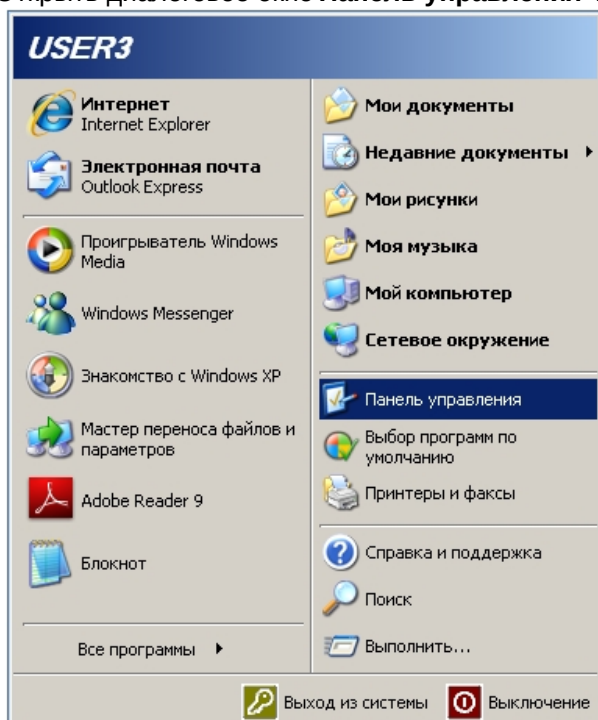 Открыть диалоговое окно Панель управления
USER3
Интернет
Internet Explorer
Электронная почта
Outlook Express
Проигрыватель Windows
Media
Windows Messenger
Знакомство с Windows XP
Мастер переноса файлов и
параметров
Adobe Reader 9
Блокнот
Все программы
Мои документы
Недавние документы
Мои рисунки
Моя музыка
Мой компьютер
Сетевое окружение
Панель управления
Выбор программ по
умолчанию
Принтеры и факсы
Справка и поддержка
Поиск
Выполнить...
Выход из системы
Выключение